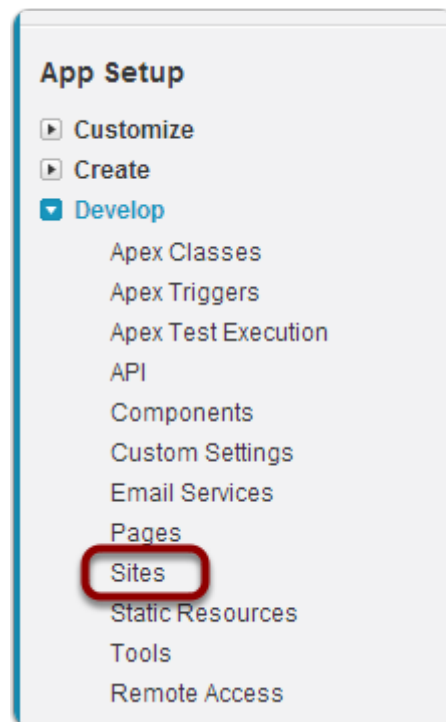 App Setup
Customize
Create
Develop
Apex Classes
Apex Triggers
Apex Test Execution
API
Components
Custom Settings
Email Services
Pages
Sites
Static Resources
Tools
Remote Access